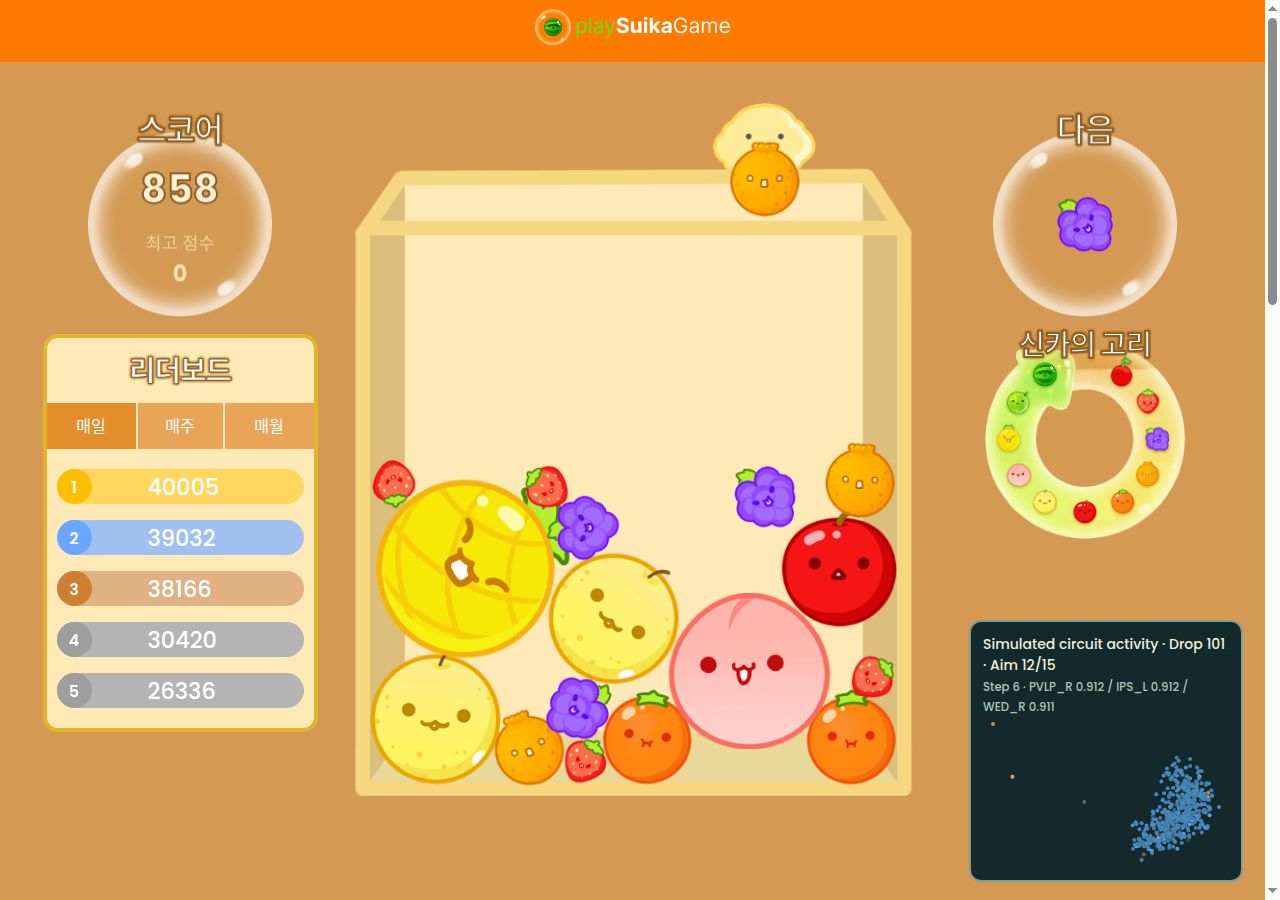 playSuikaGame
스코어
858
최고 점수
0
다음
신카의 고리
리더보드
매일 매주 매월
1 40005
2 39032
3 38166
4 30420
5 26336
Simulated circuit activity · Drop 101
· Aim 12/15
Step 6 · PVLP_R 0.912 / IPS_L 0.912 /
WED_R 0.911